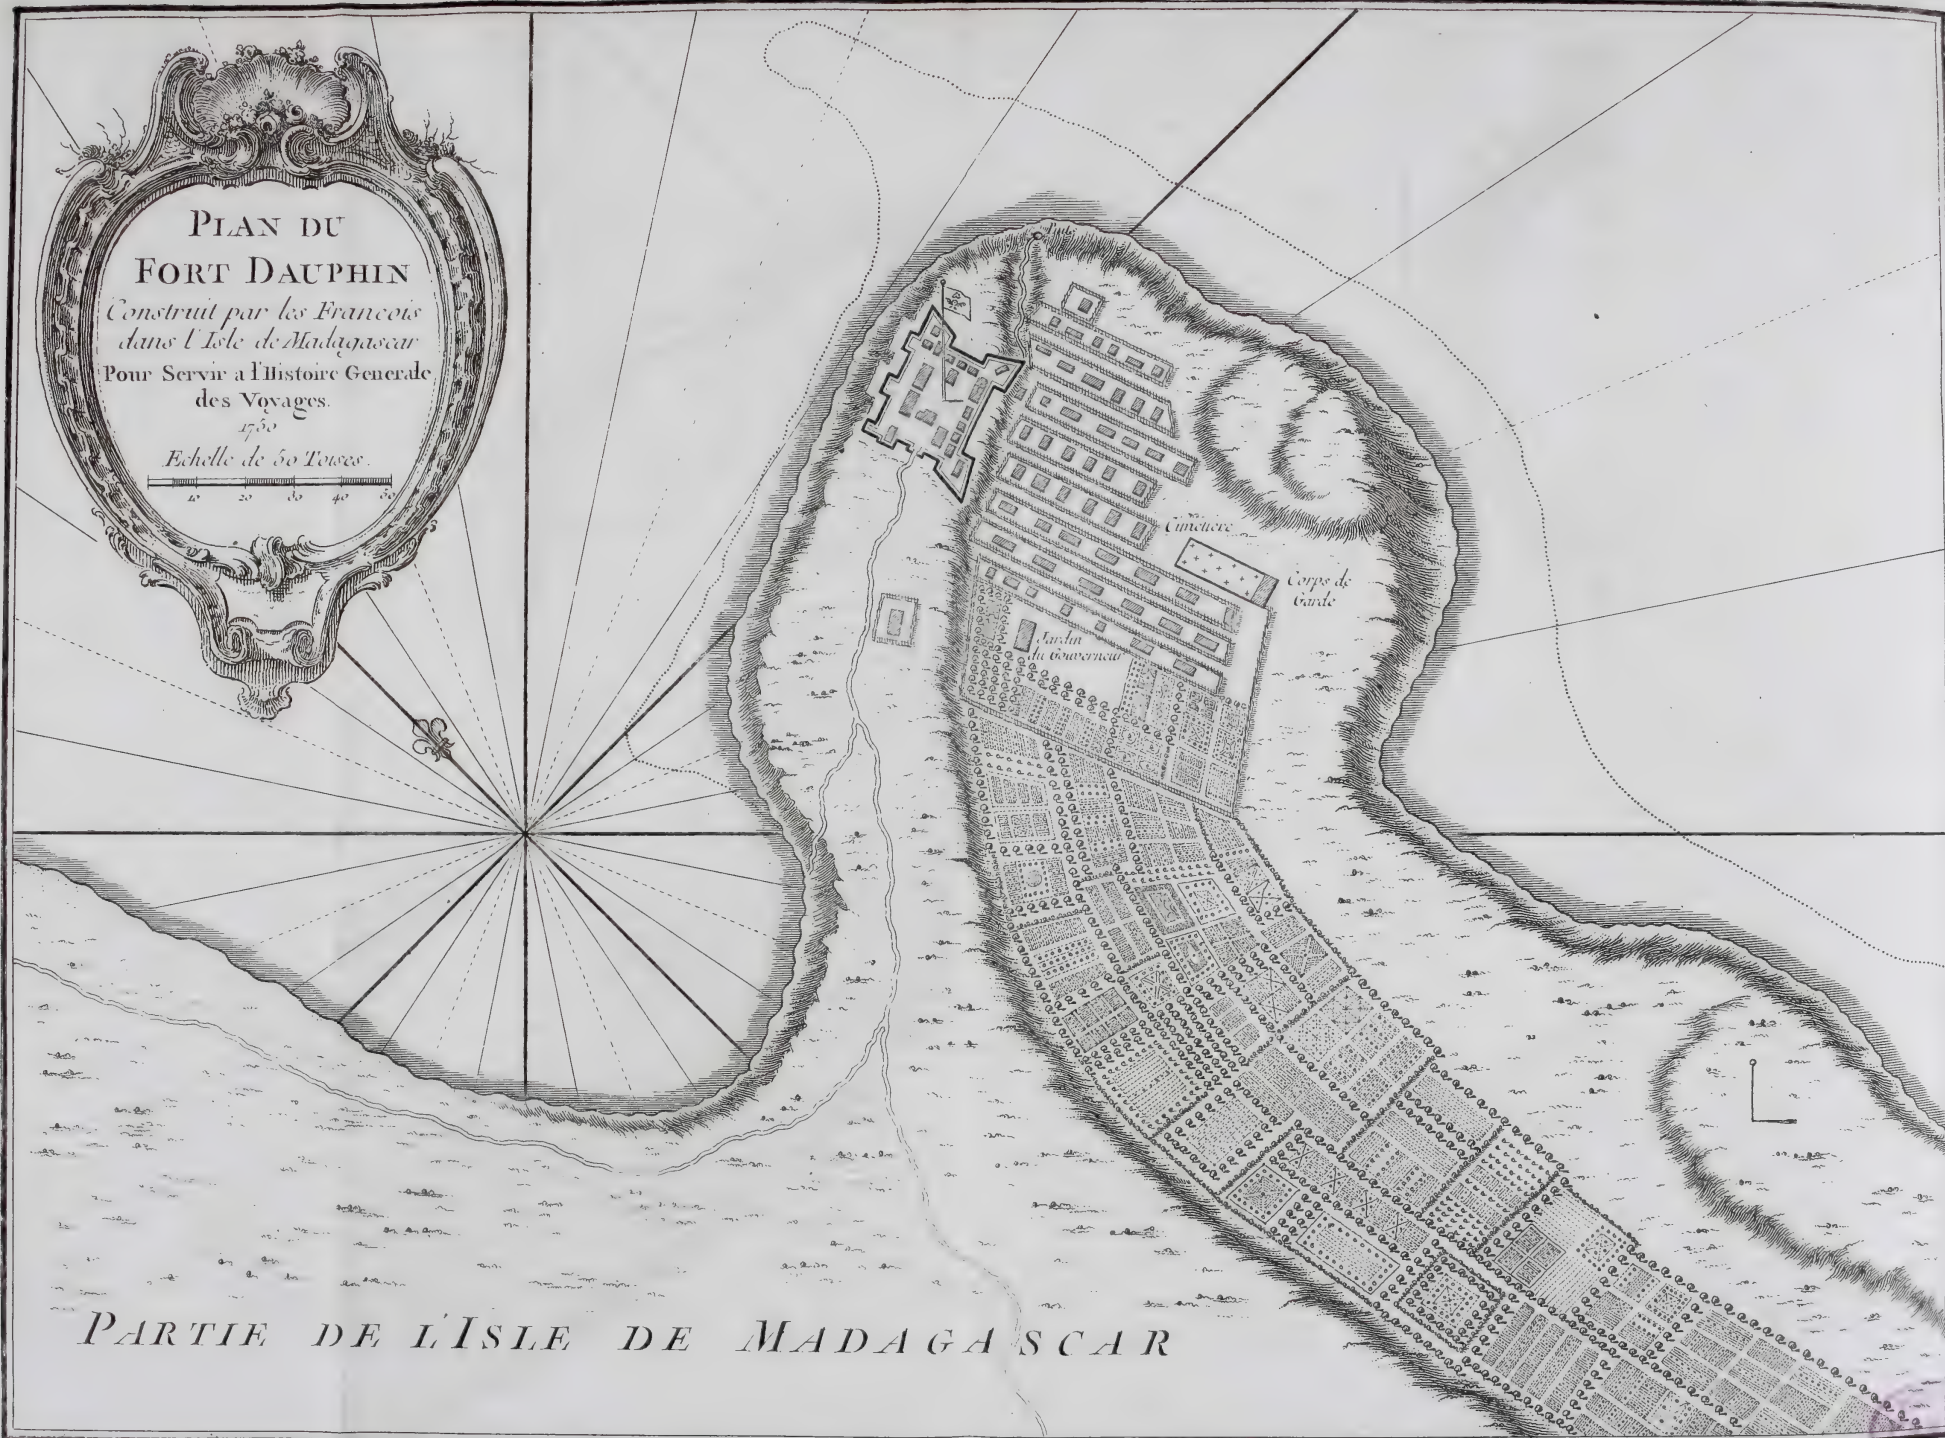 PLAN DU
FORT DAUPHIN
Construit par les Francois
dans l'Isle de Madagascar
Pour Servir a l'Histoire Generale
des Voyages.
1750
Echelle de 50 Toises.
10 20 30 40 50
Cimetiere
Corps de
Garde
Jardin
du Gouverneur
PARTIE DE L'ISLE DE MADAGASCAR